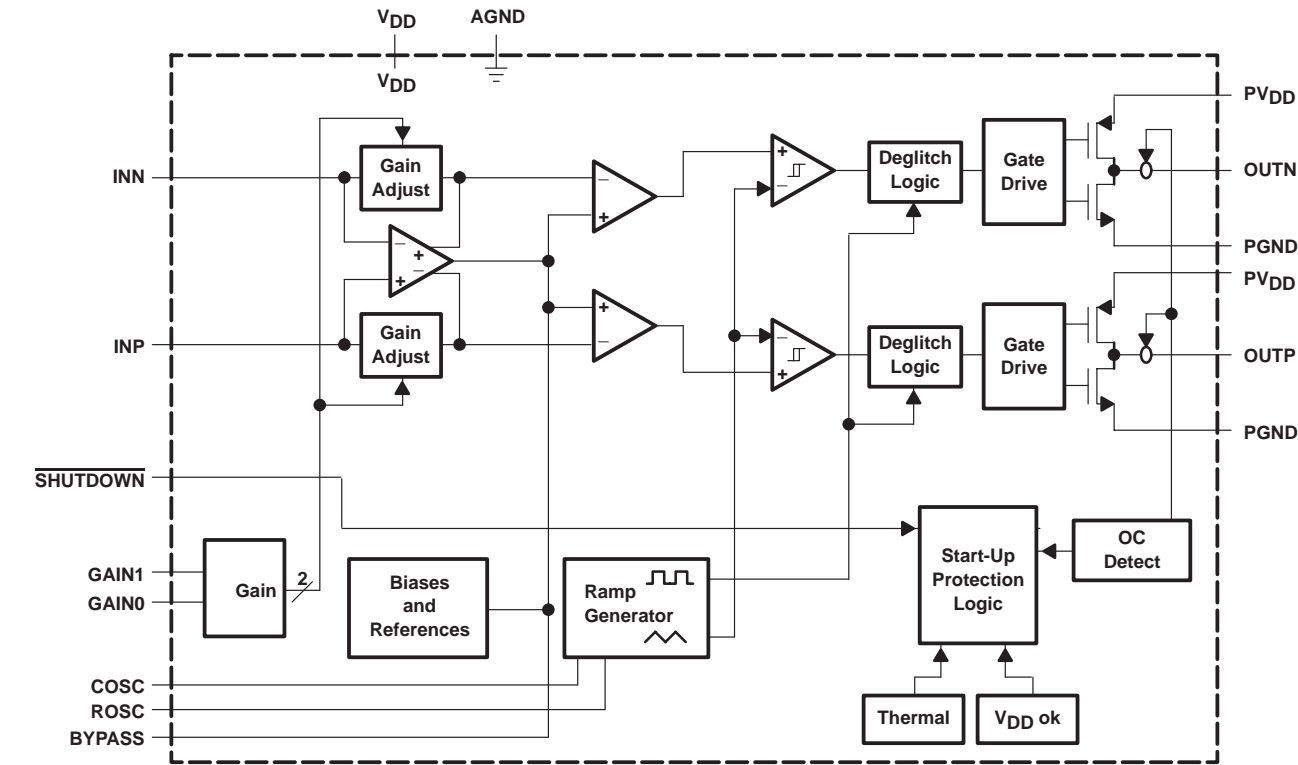 VDD
AGND
VDD
PVDD
INN
Gain
Adjust
−
+
+
−
Deglitch
Logic
Gate
Drive
OUTN
−
+
−
+
PGND
PVDD
INP
Gain
Adjust
+
−
−
+
Deglitch
Logic
Gate
Drive
OUTP
PGND
SHUTDOWN
GAIN1
GAIN0
Gain
2
Biases
and
References
Ramp
Generator
Start-Up
Protection
Logic
OC
Detect
COSC
ROSC
BYPASS
Thermal
VDD ok